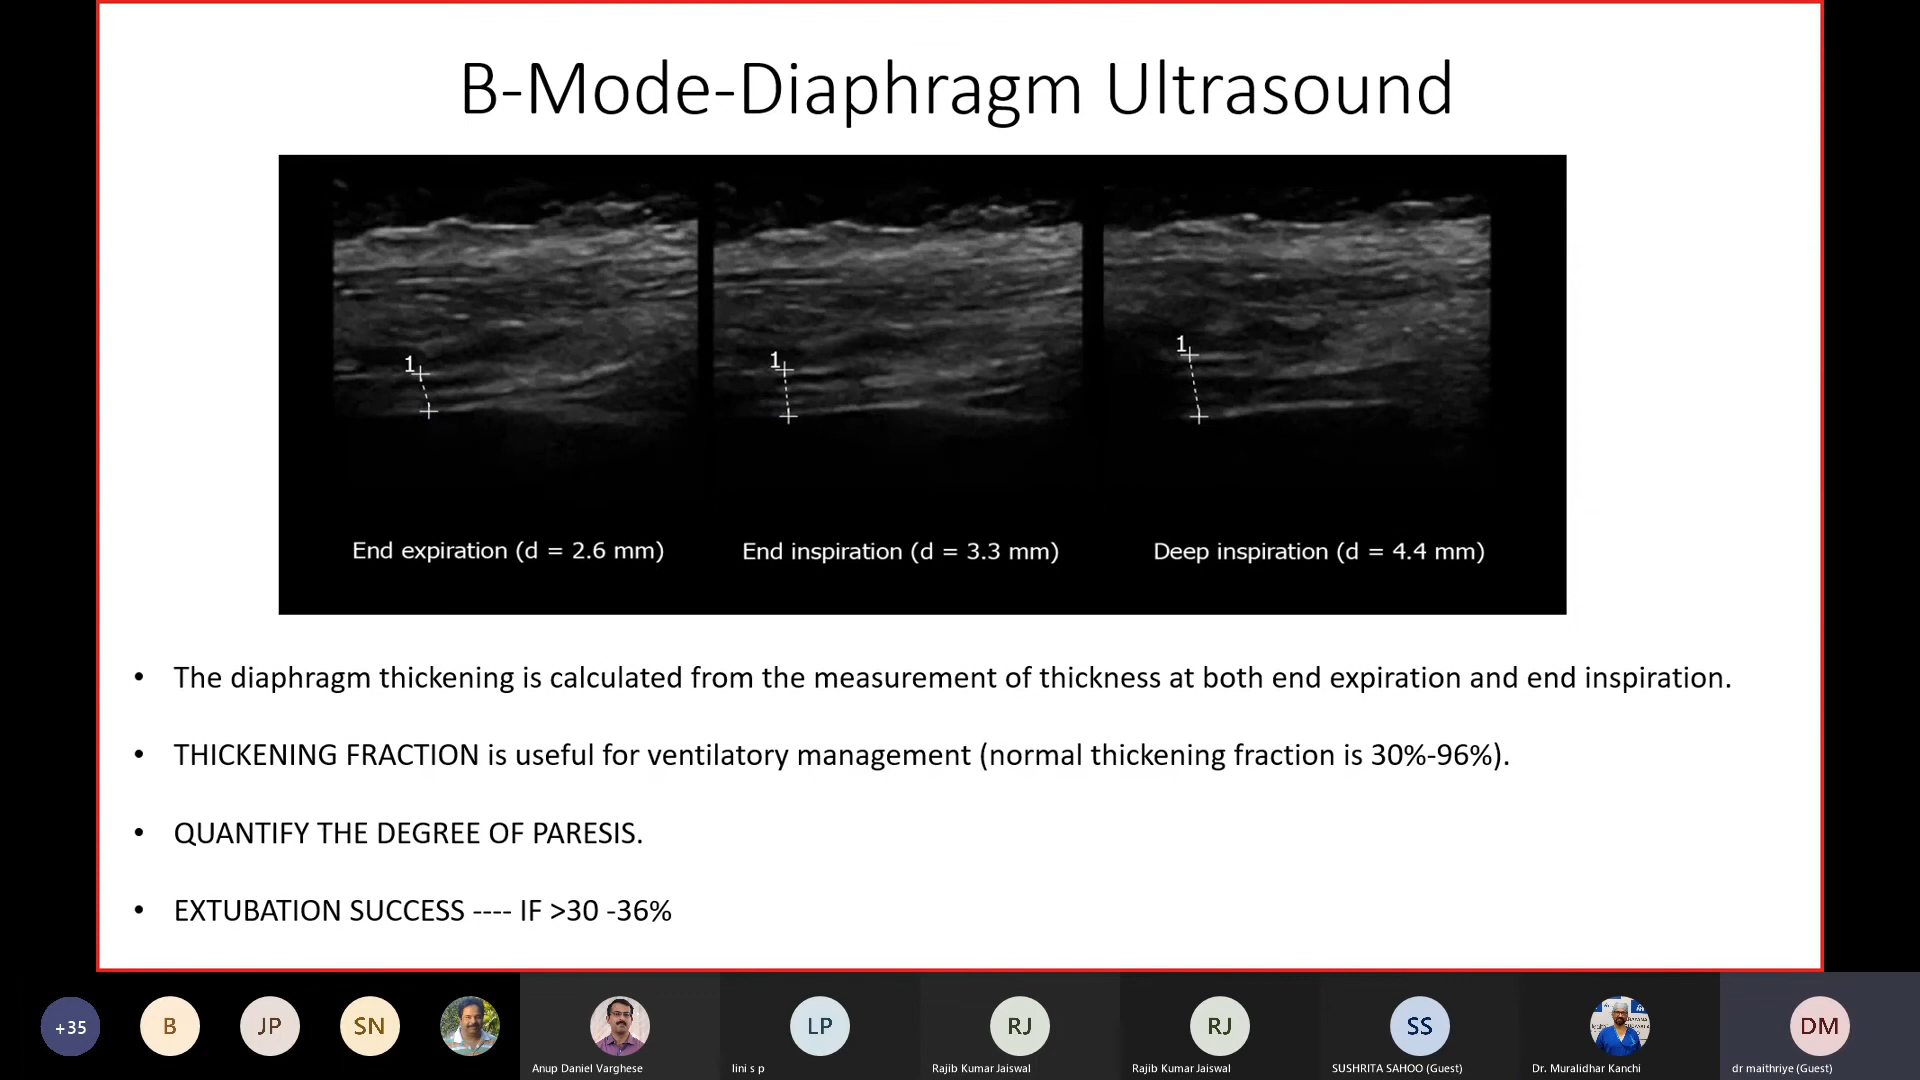 B-Mode-Diaphragm Ultrasound
1
1
1
End expiration (d = 2.6 mm)
End inspiration (d = 3.3 mm)
Deep inspiration (d = 4.4 mm)
• The diaphragm thickening is calculated from the measurement of thickness at both end expiration and end inspiration.
• THICKENING FRACTION is useful for ventilatory management (normal thickening fraction is 30%-96%).
• QUANTIFY THE DEGREE OF PARESIS.
• EXTUBATION SUCCESS ---- IF >30 -36%
+35
B
JP
SN
LP
RJ
RJ
SS
DM
Anup Daniel Varghese
lini s p
Rajib Kumar Jaiswal
Rajib Kumar Jaiswal
SUSHRITA SAHOO (Guest)
Dr. Muralidhar Kanchi
dr maithriye (Guest)